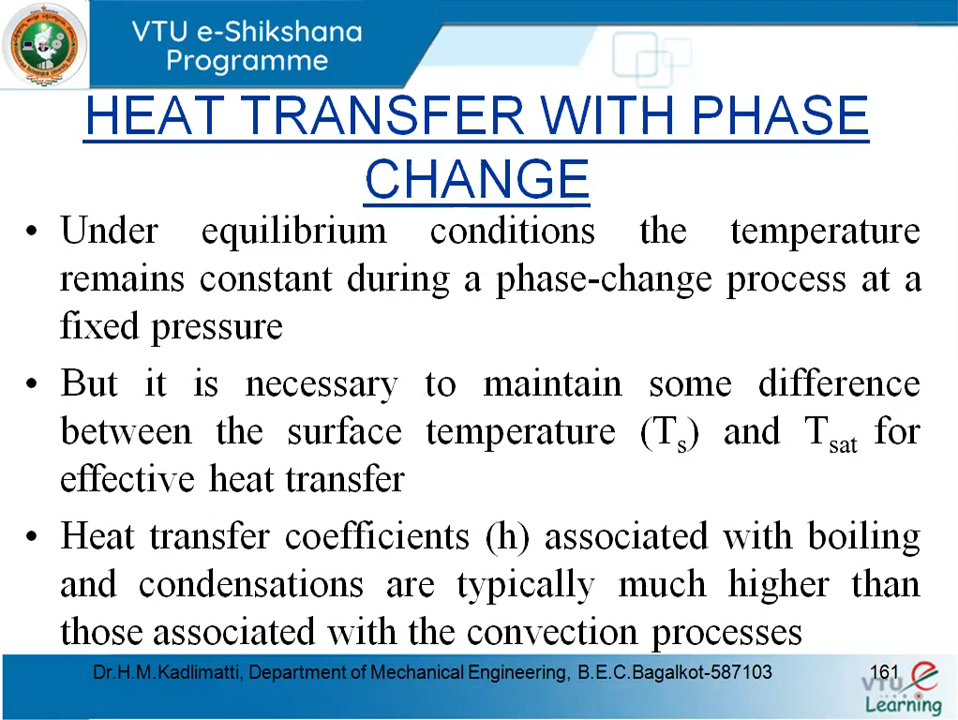 VTU e-Shikshana
Programme
HEAT TRANSFER WITH PHASE
CHANGE
• Under equilibrium conditions the temperature
remains constant during a phase-change process at a
fixed pressure
• But it is necessary to maintain some difference
between the surface temperature (Ts) and Tsat for
effective heat transfer
• Heat transfer coefficients (h) associated with boiling
and condensations are typically much higher than
those associated with the convection processes
Dr.H.M.Kadlimatti, Department of Mechanical Engineering, B.E.C.Bagalkot-587103 161
VTU e
Learning